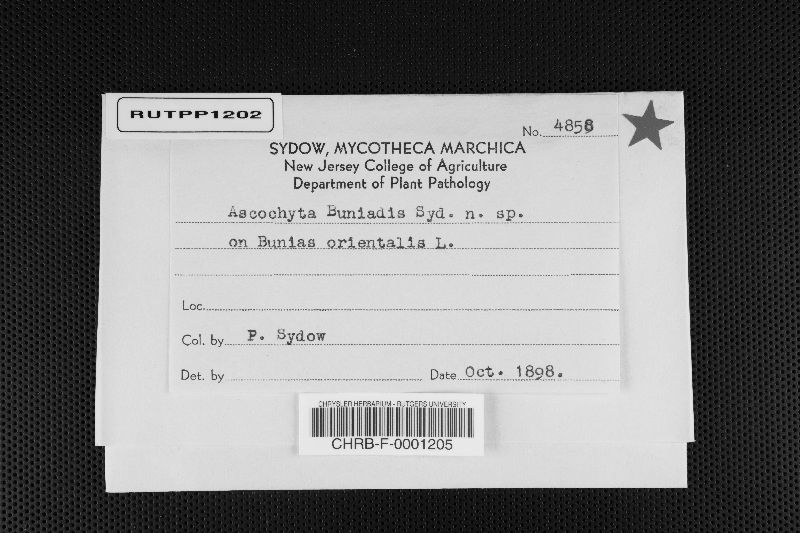 RUTPP1202
No. 4858
SYDOW, MYCOTHECA MARCHICA
New Jersey College of Agriculture
Department of Plant Pathology
Ascochyta Buniadis Syd. n. sp.
on Bunias orientalis L.
Loc.
Col. by P. Sydow
Det. by Date Oct. 1898.
CHRYSLER HERBARIUM - RUTGERS UNIVERSITY
CHRB-F-0001205